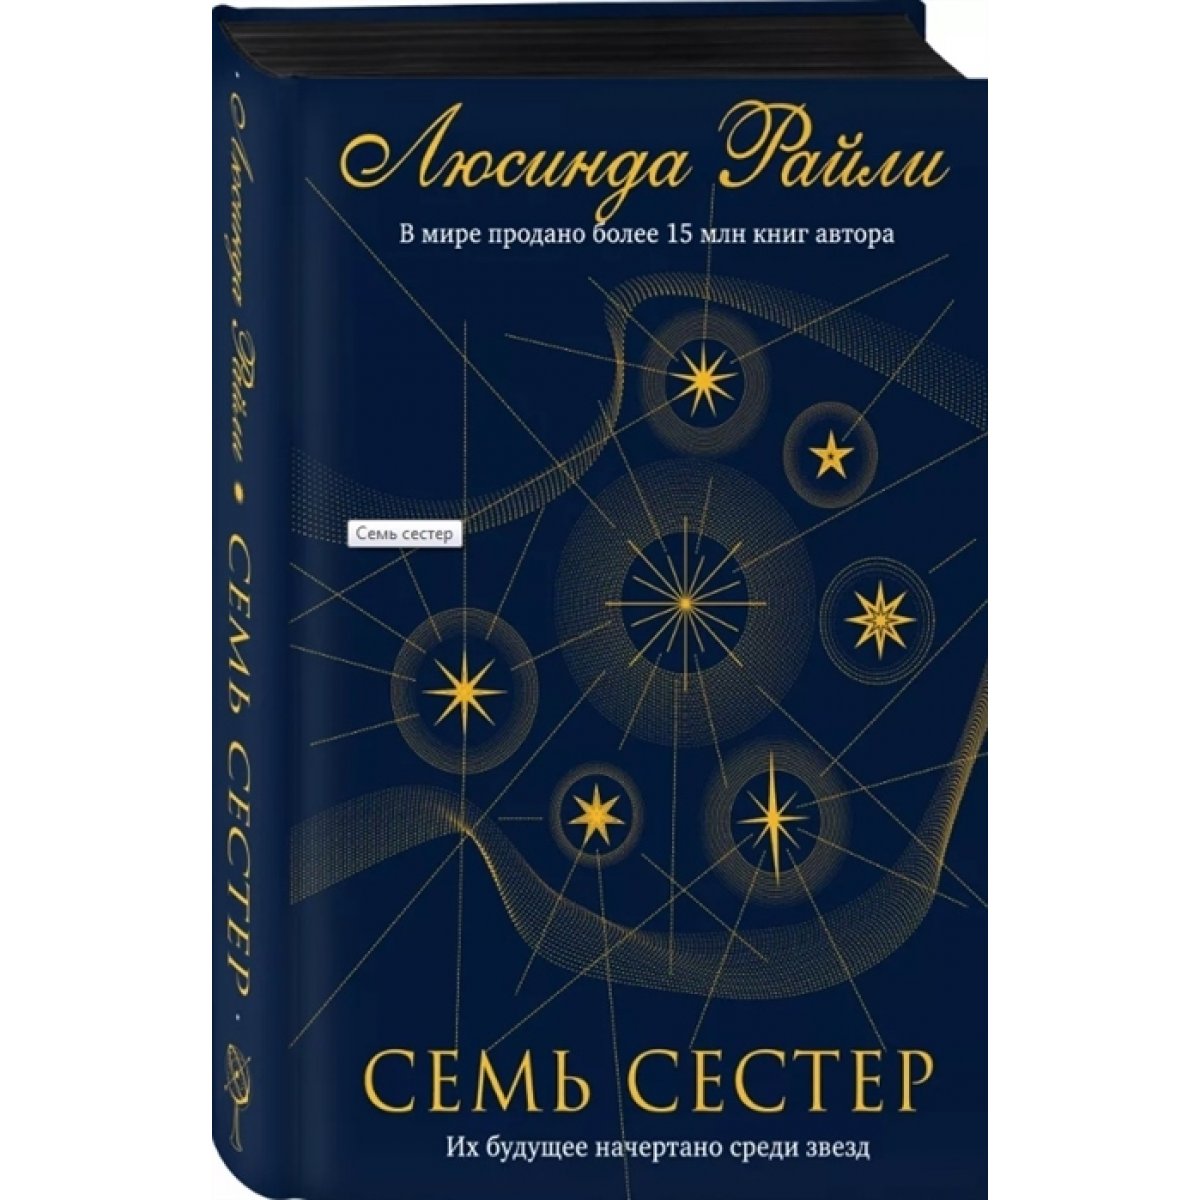 Люсинда Райли
В мире продано более 15 млн книг автора
Семь сестер
СЕМЬ СЕСТЕР
Их будущее начертано среди звезд
Люсинда Райли • СЕМЬ СЕСТЕР